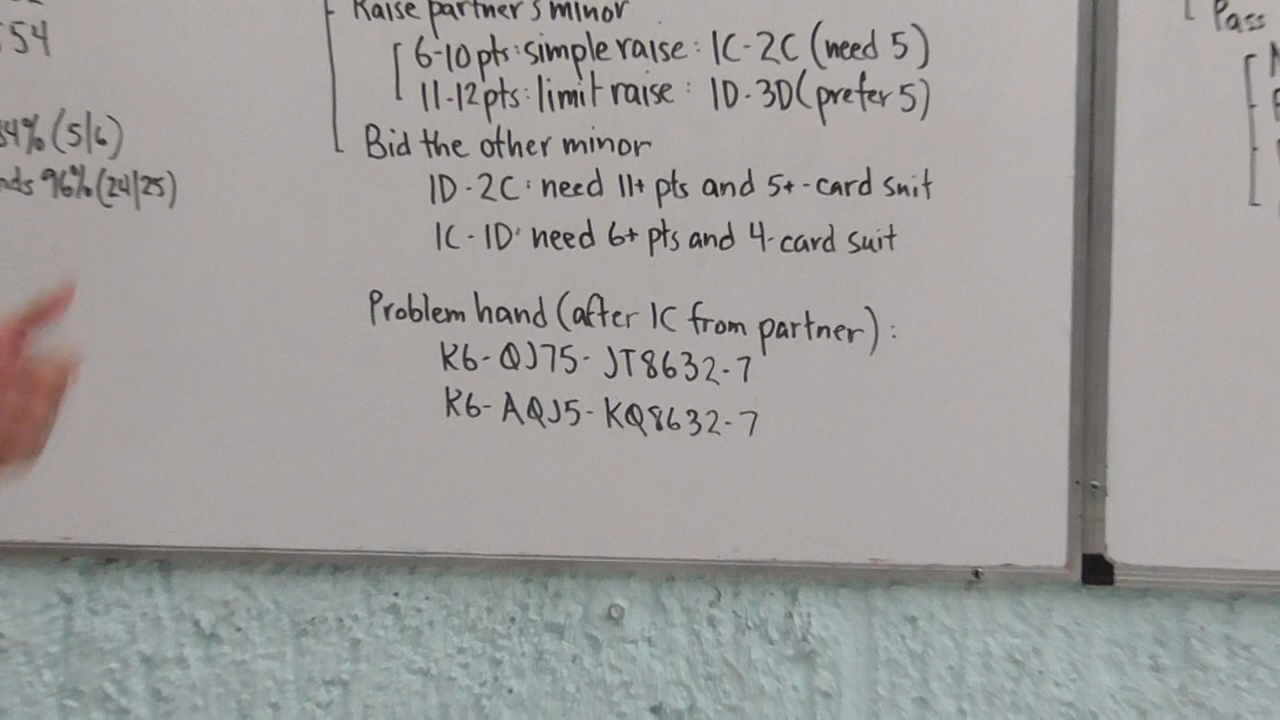 54
Raise partner's minor
6-10 pts: simple raise: 1C-2C (need 5)
11-12 pts: limit raise: 1D-3D (prefer 5)
Bid the other minor
1D-2C: need 11+ pts and 5+-card suit
1C-1D: need 6+ pts and 4-card suit
Problem hand (after 1C from partner):
K6-QJ75-JT8632-7
K6-AQJ5-KQ8632-7
84% (5/6)
96% (24/25)
Pass